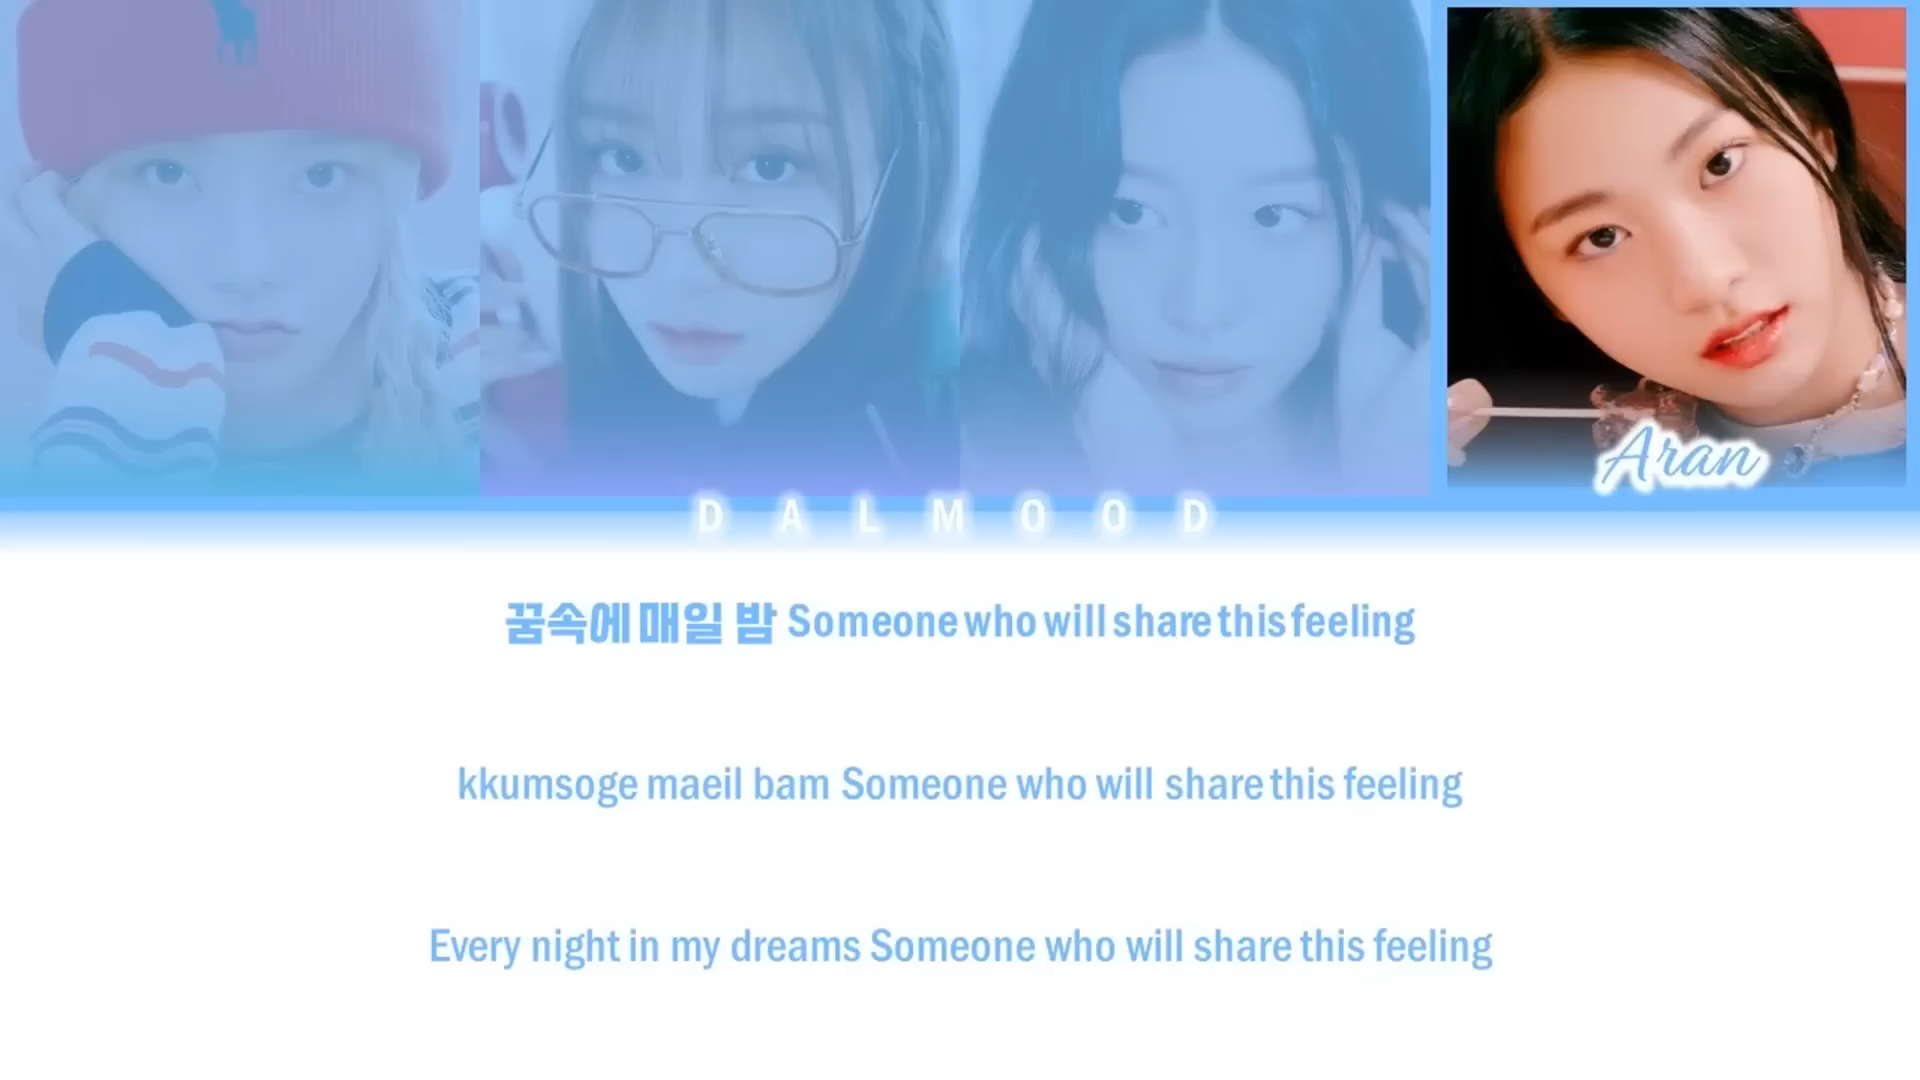 Aran
DALMOOD
꿈속에 매일 밤 Someone who will share this feeling
kkumsoge maeil bam Someone who will share this feeling
Every night in my dreams Someone who will share this feeling